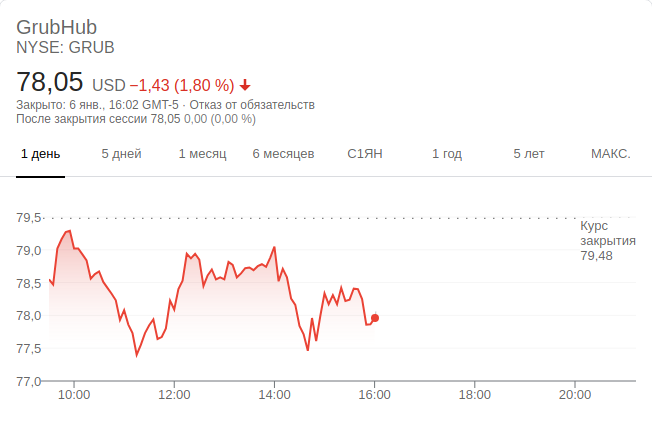 GrubHub
NYSE: GRUB
78,05 USD −1,43 (1,80 %)
Закрыто: 6 янв., 16:02 GMT-5 · Отказ от обязательств
После закрытия сессии 78,05 0,00 (0,00 %)
1 день 5 дней 1 месяц 6 месяцев С1ЯН 1 год 5 лет МАКС.
79,5
Курс
закрытия
79,48
79,0
78,5
78,0
77,5
77,0
10:00 12:00 14:00 16:00 18:00 20:00